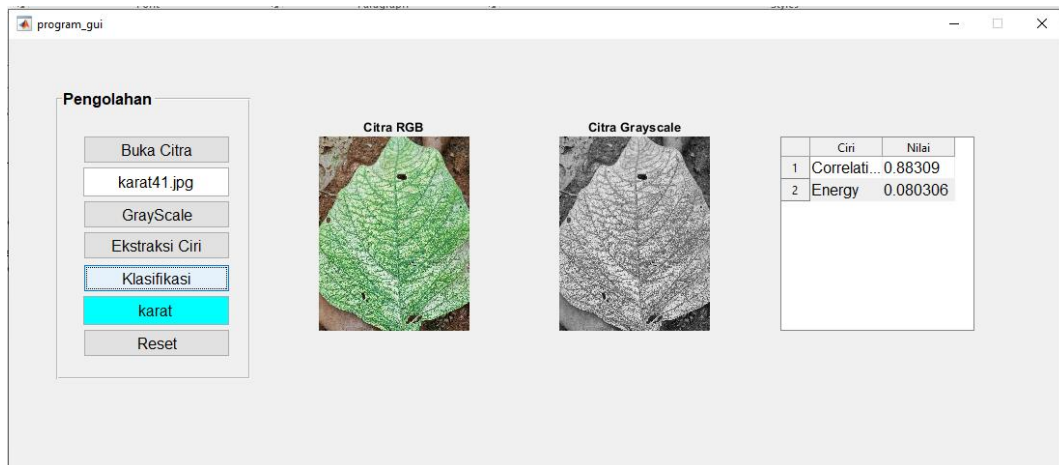 program_gui
Pengolahan
Buka Citra
karat41.jpg
GrayScale
Ekstraksi Ciri
Klasifikasi
karat
Reset
Citra RGB
Citra Grayscale
Ciri Nilai
1 Correlati... 0.88309
2 Energy 0.080306